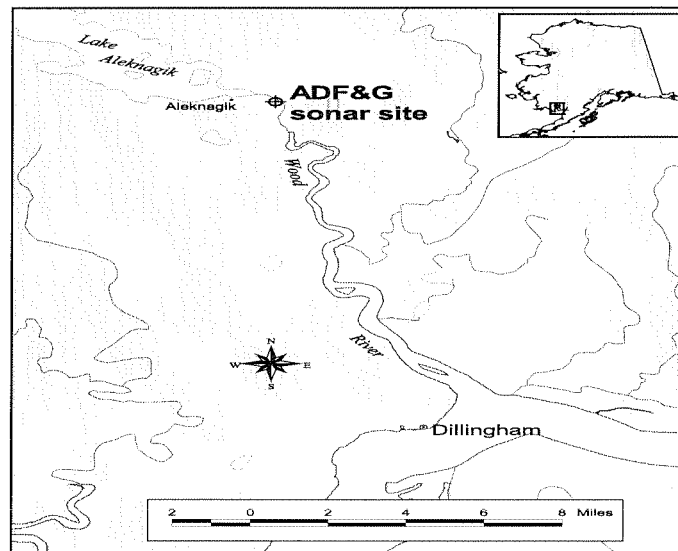 Lake
Aleknagik
Aleknagik
ADF&G
sonar site
Wood
River
N
W
E
S
Dillingham
2 0 2 4 6 8 Miles